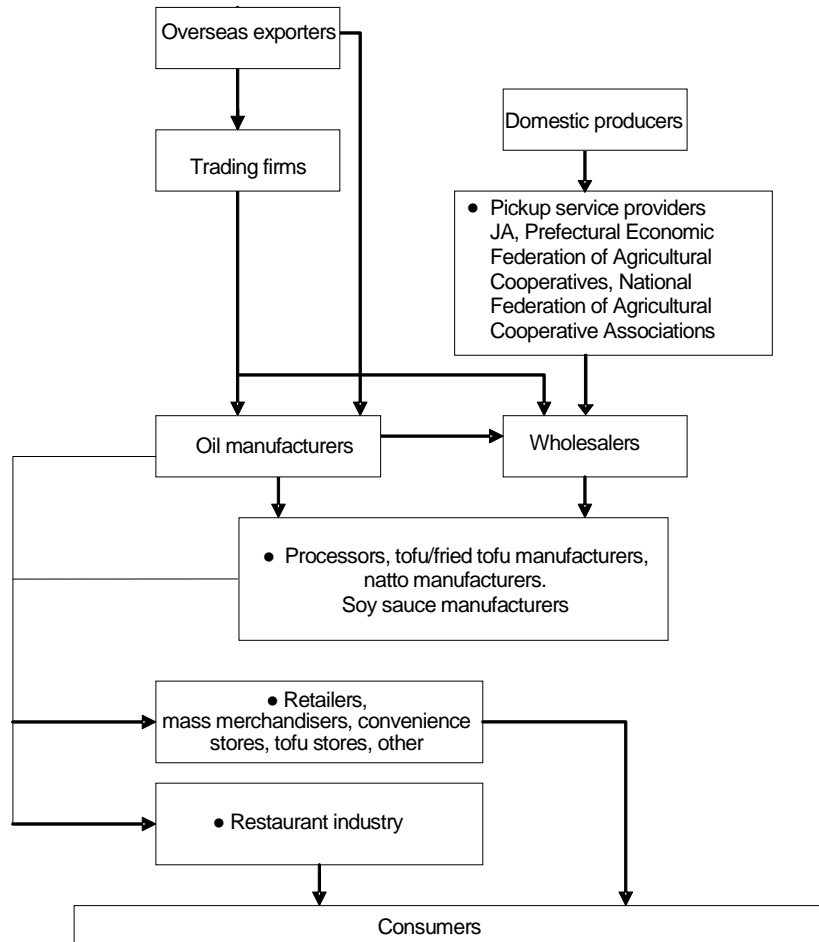 Overseas exporters
Domestic producers
Trading firms
● Pickup service providers
JA, Prefectural Economic
Federation of Agricultural
Cooperatives, National
Federation of Agricultural
Cooperative Associations
Oil manufacturers
Wholesalers
● Processors, tofu/fried tofu manufacturers,
natto manufacturers.
Soy sauce manufacturers
● Retailers,
mass merchandisers, convenience
stores, tofu stores, other
● Restaurant industry
Consumers